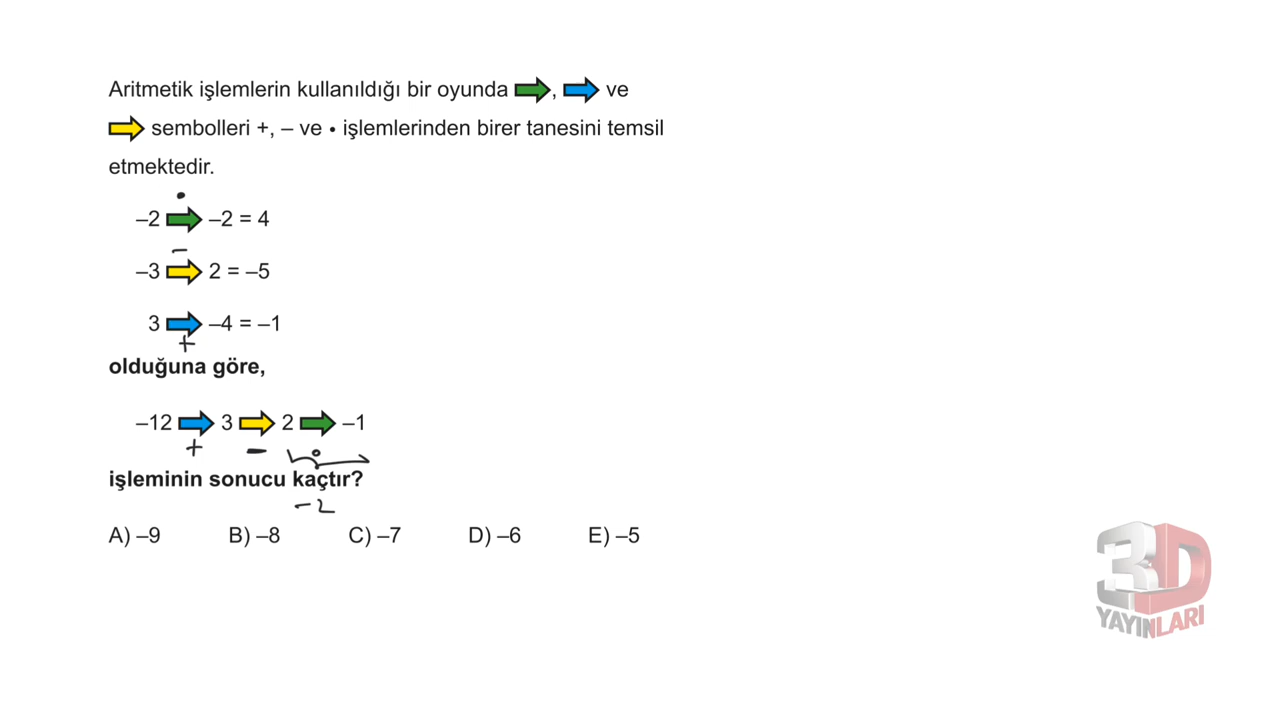 Aritmetik işlemlerin kullanıldığı bir oyunda , ve
sembolleri +, – ve • işlemlerinden birer tanesini temsil
etmektedir.
•
–2 –2 = 4
–
–3 2 = –5
3 –4 = –1
+
olduğuna göre,
–12 3 2 –1
+ – •
işleminin sonucu kaçtır?
–2
A) –9 B) –8 C) –7 D) –6 E) –5
3D
YAYINLARI